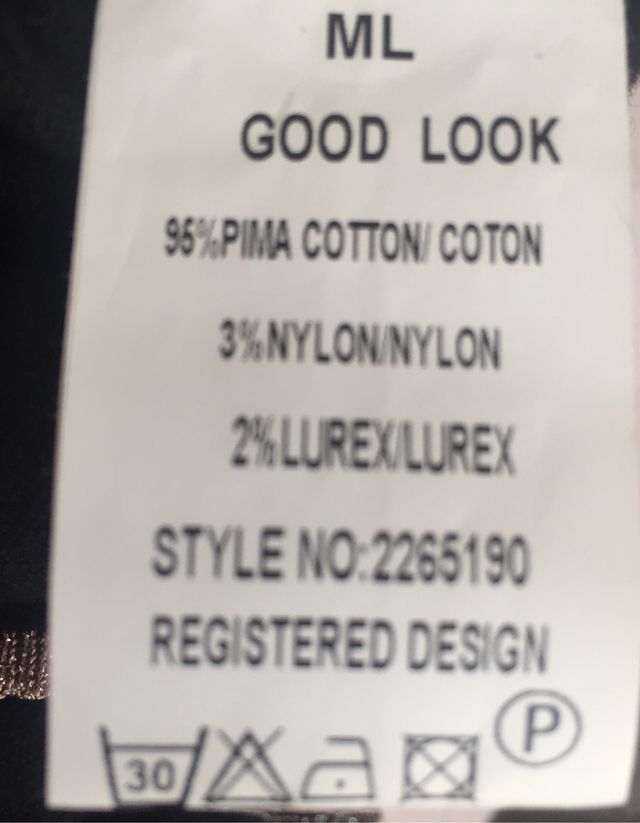 ML
GOOD LOOK
95%PIMA COTTON/ COTON
3%NYLON/NYLON
2%LUREX/LUREX
STYLE NO:2265190
REGISTERED DESIGN
P
30